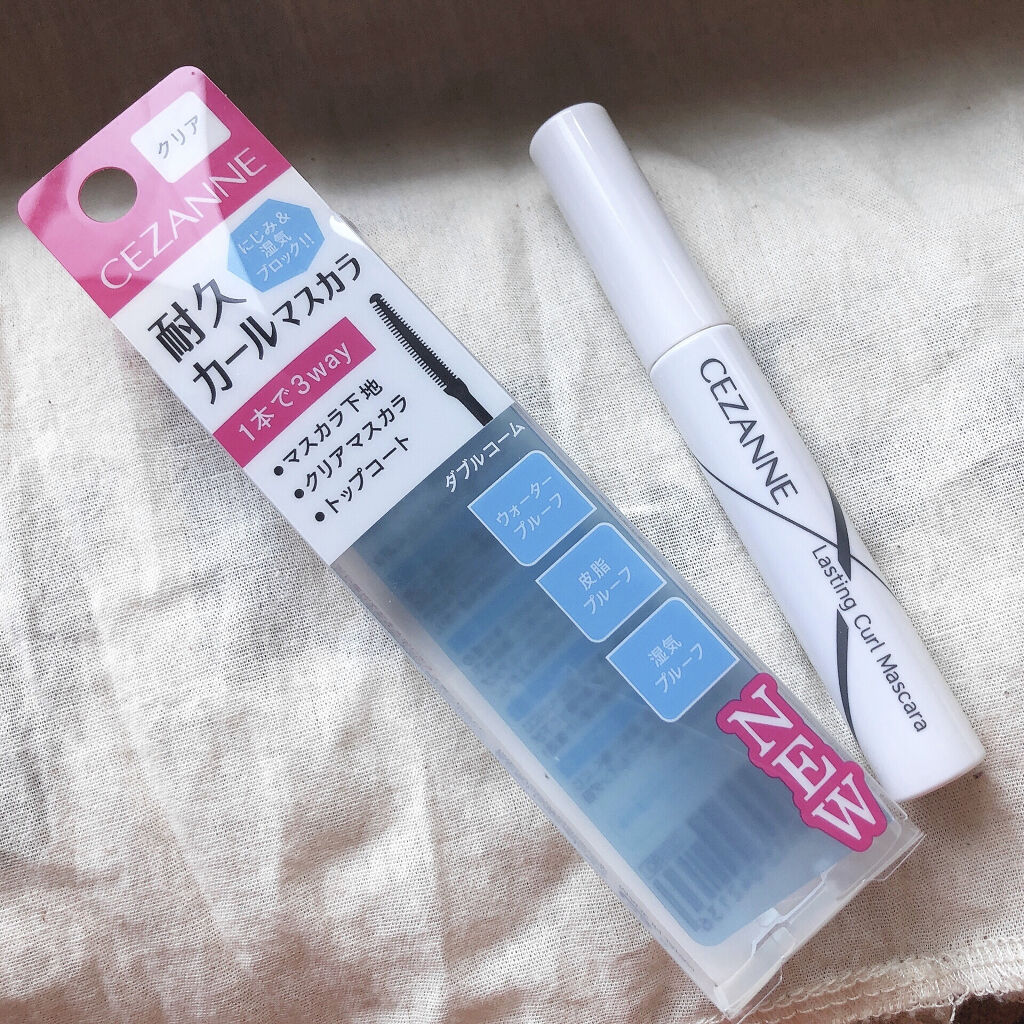 クリア
CEZANNE
にじみ&
湿気
ブロック!!
耐久
カールマスカラ
1本で3way
•マスカラ下地
•クリアマスカラ
•トップコート
ダブルコーム
ウォーター
プルーフ
皮脂
プルーフ
湿気
プルーフ
NEW
CEZANNE
Lasting Curl Mascara